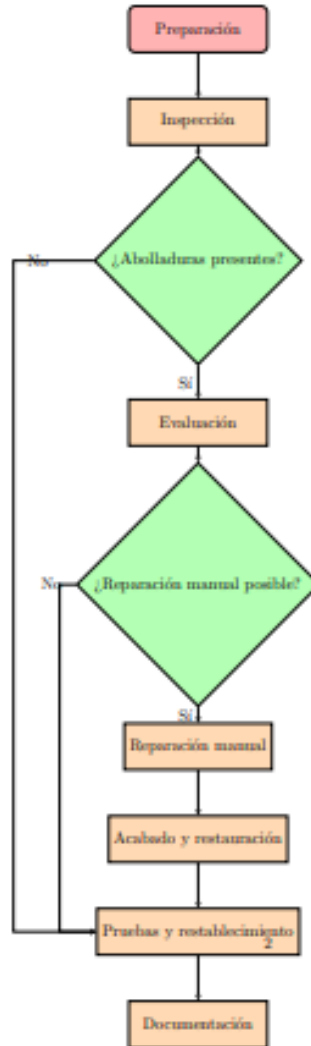 Preparación
Inspección
¿Abolladuras presentes?
No
Sí
Evaluación
¿Reparación manual posible?
No
Sí
Reparación manual
Acabado y restauración
Pruebas y restablecimiento
2
Documentación